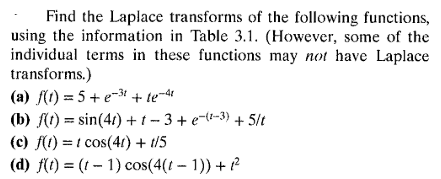 Find the Laplace transforms of the following functions,
using the information in Table 3.1. (However, some of the
individual terms in these functions may not have Laplace
transforms.)
(a) f(t) = 5 + e^{-3t} + te^{-4t}
(b) f(t) = sin(4t) + t – 3 + e^{-(t-3)} + 5/t
(c) f(t) = t cos(4t) + t/5
(d) f(t) = (t – 1) cos(4(t – 1)) + t²